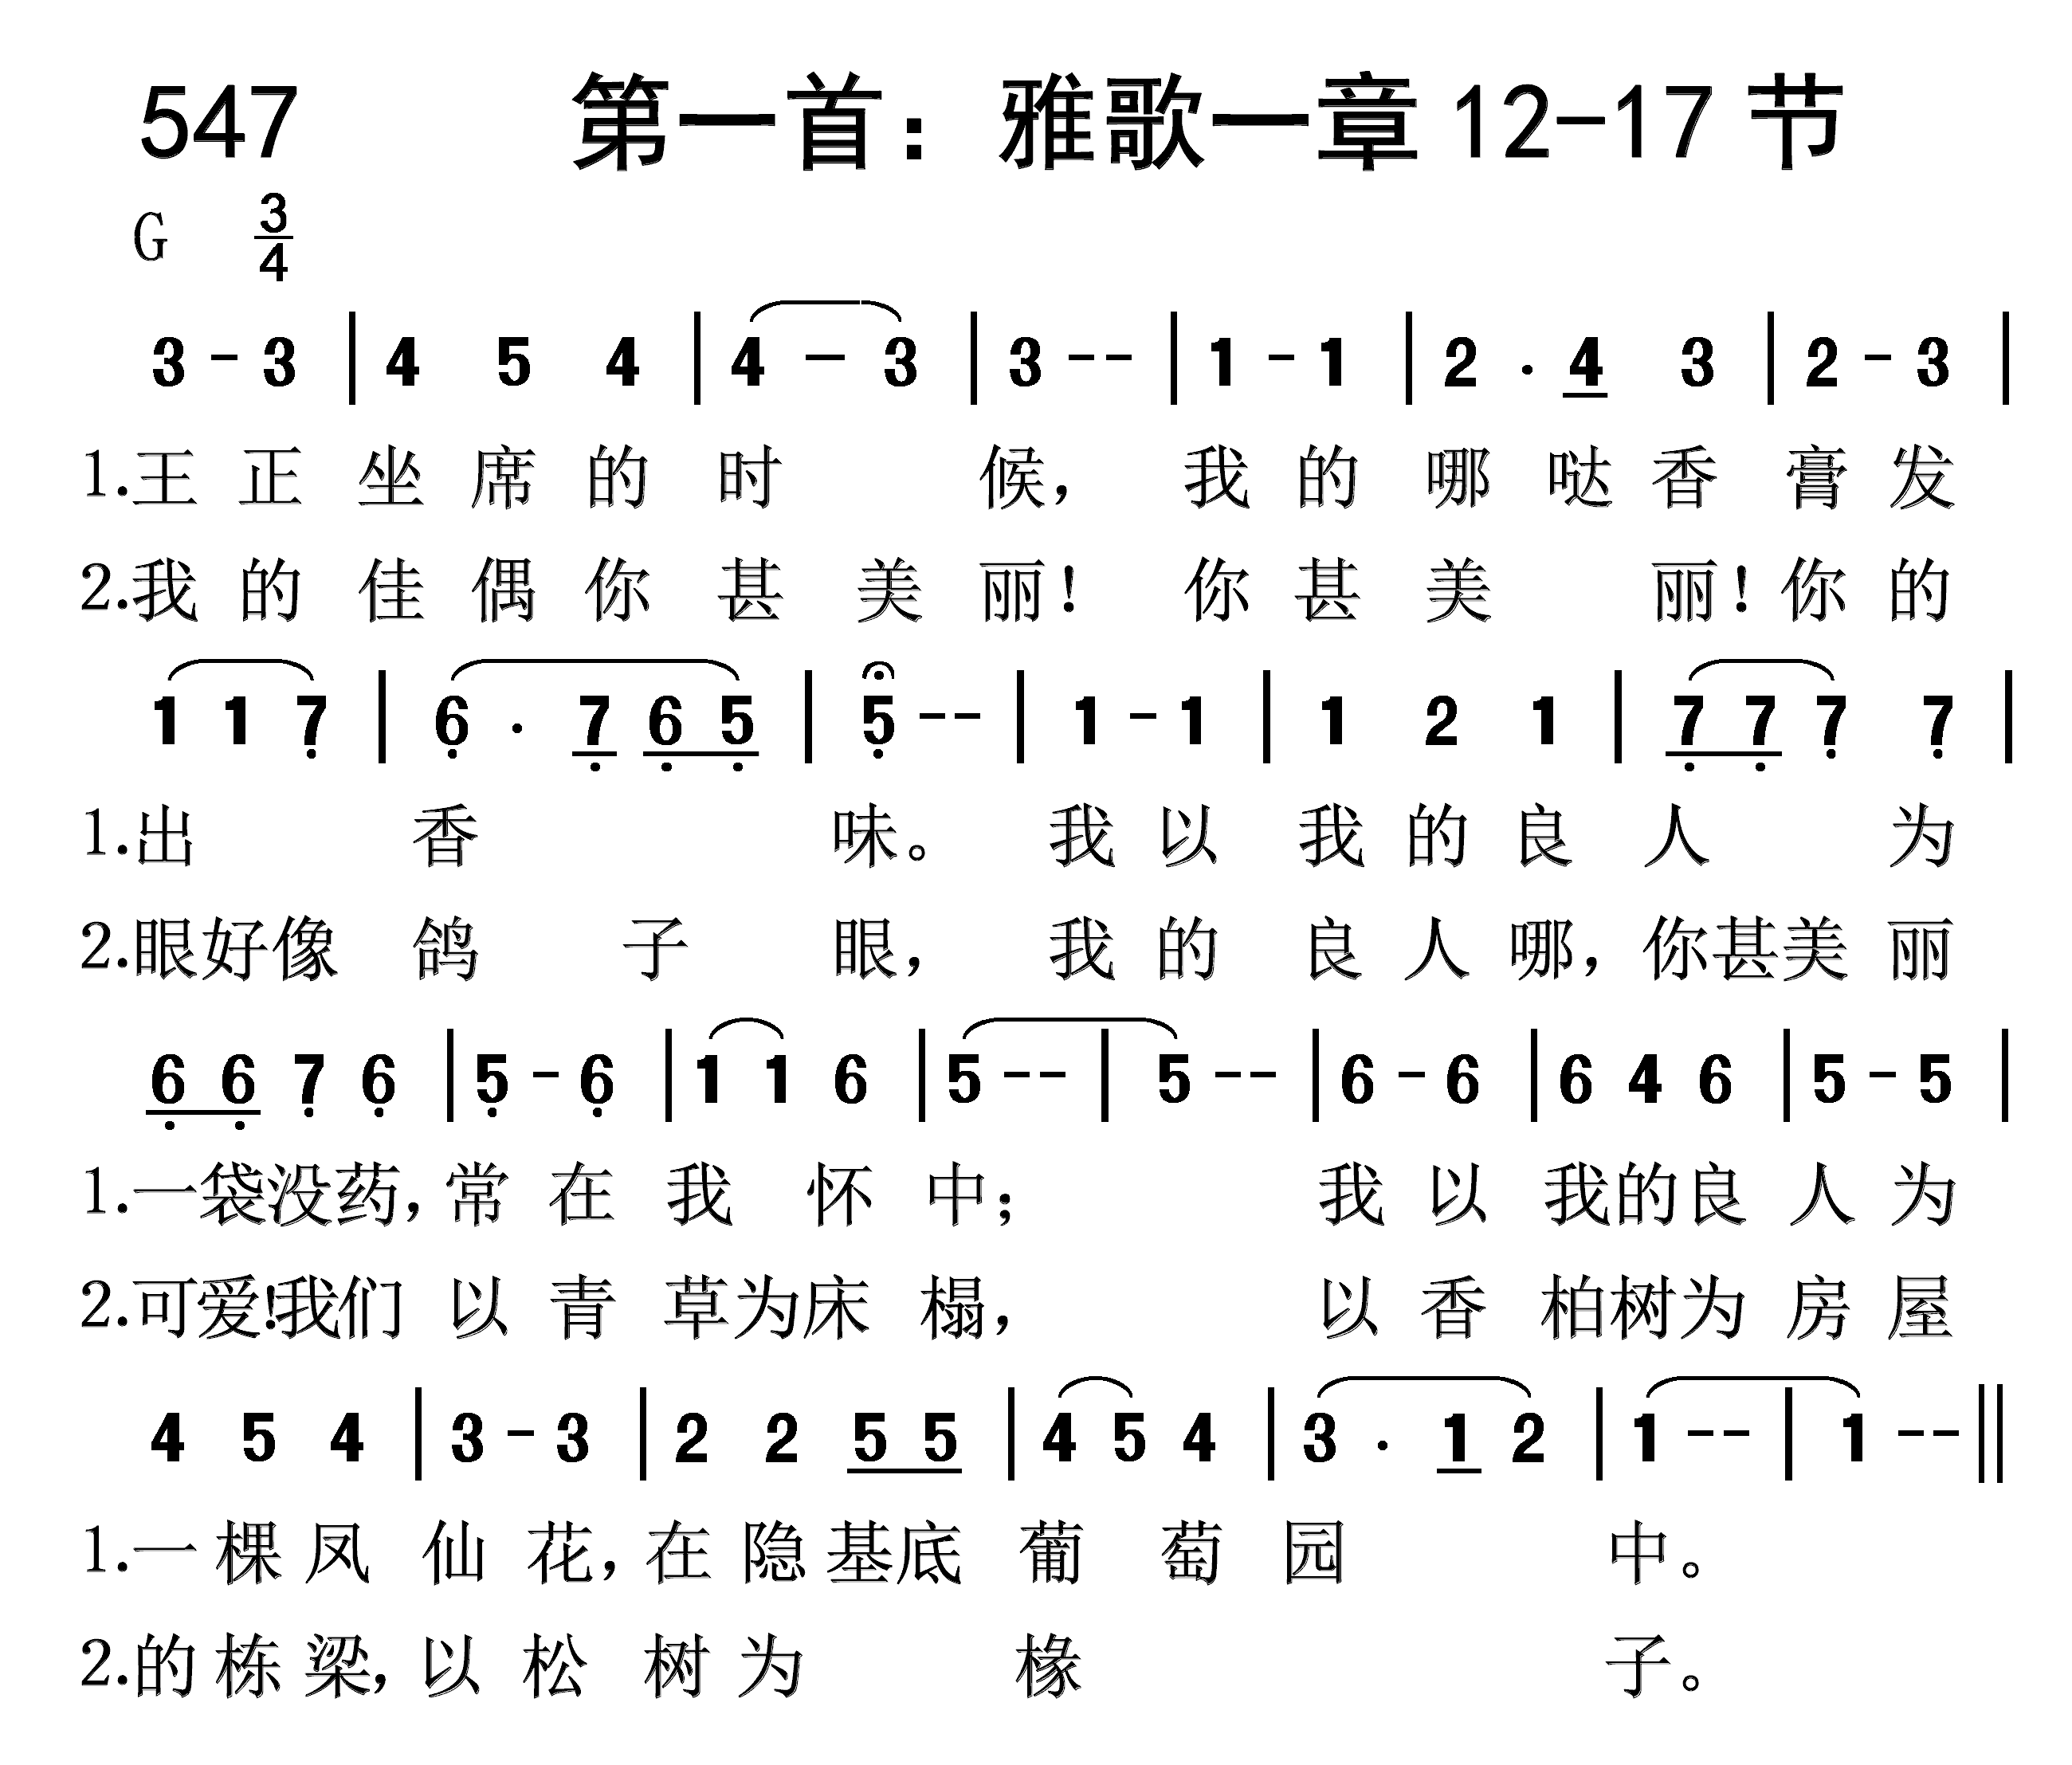 547 第一首：雅歌一章12-17节
G 3/4
3 - 3 | 4 5 4 | 4 - 3 | 3 - - | 1 - 1 | 2 . 4 3 | 2 - 3 |
1.王正坐席的时候，我的哪哒香膏发
2.我的佳偶你甚美丽！你甚美丽！你的
1 1 7 | 6 . 7 6 5 | 5 - - | 1 - 1 | 1 2 1 | 7 7 7 7 |
1.出香味。我以我的良人为
2.眼好像鸽子眼，我的良人哪，你甚美丽
6 6 7 6 | 5 - 6 | 1 1 6 | 5 - - | 5 - - | 6 - 6 | 6 4 6 | 5 - 5 |
1.一袋没药，常在我怀中；我以我的良人为
2.可爱！我们以青草为床榻，以香柏树为房屋
4 5 4 | 3 - 3 | 2 2 5 5 | 4 5 4 | 3 . 1 2 | 1 - - | 1 - - ||
1.一棵凤仙花，在隐基底葡萄园中。
2.的栋梁，以松树为椽子。